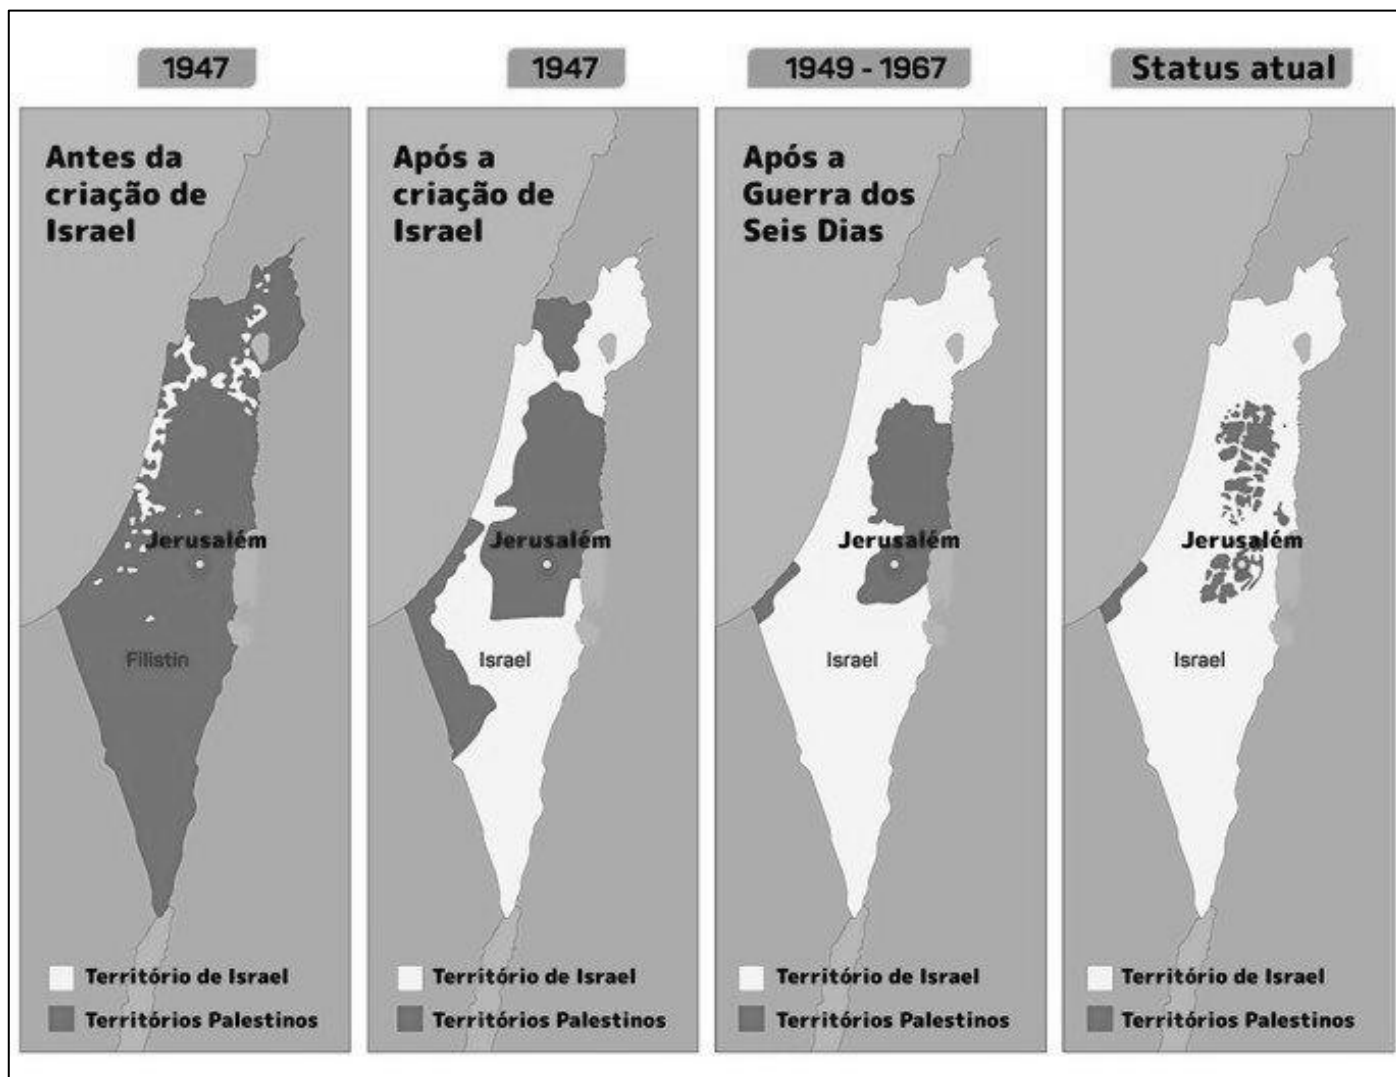 1947
Antes da
criação de
Israel
Jerusalém
Filistin
Território de Israel
Territórios Palestinos
1947
Após a
criação de
Israel
Jerusalém
Israel
Território de Israel
Territórios Palestinos
1949 - 1967
Após a
Guerra dos
Seis Dias
Jerusalém
Israel
Território de Israel
Territórios Palestinos
Status atual
Jerusalém
Israel
Território de Israel
Territórios Palestinos